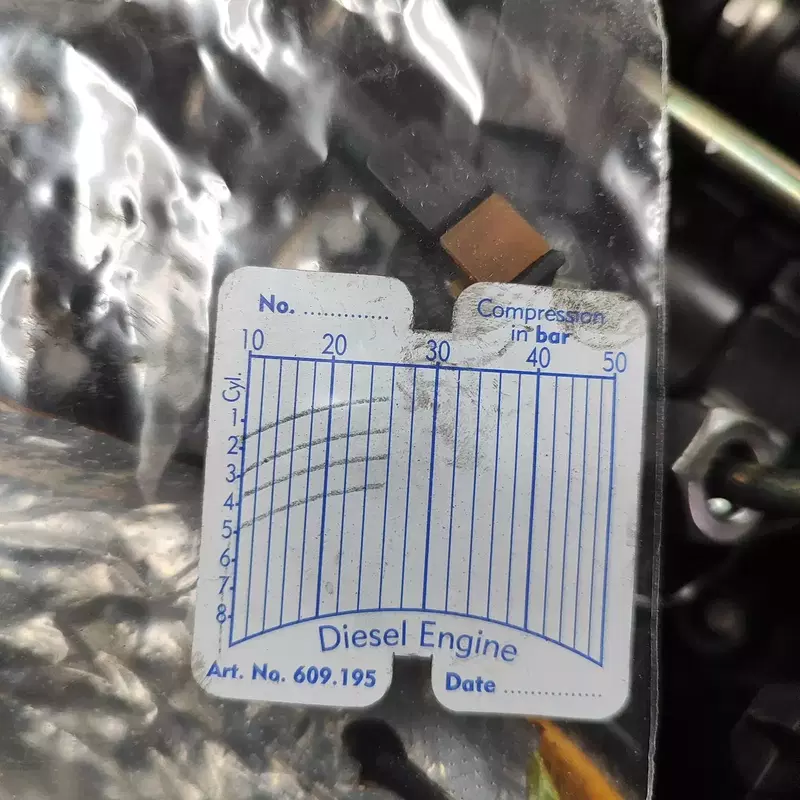 No. ..............
Compression
in bar
10 20 30 40 50
Cyl.
1
2
3
4
5
6
7
8
Diesel Engine
Art. No. 609.195
Date ................